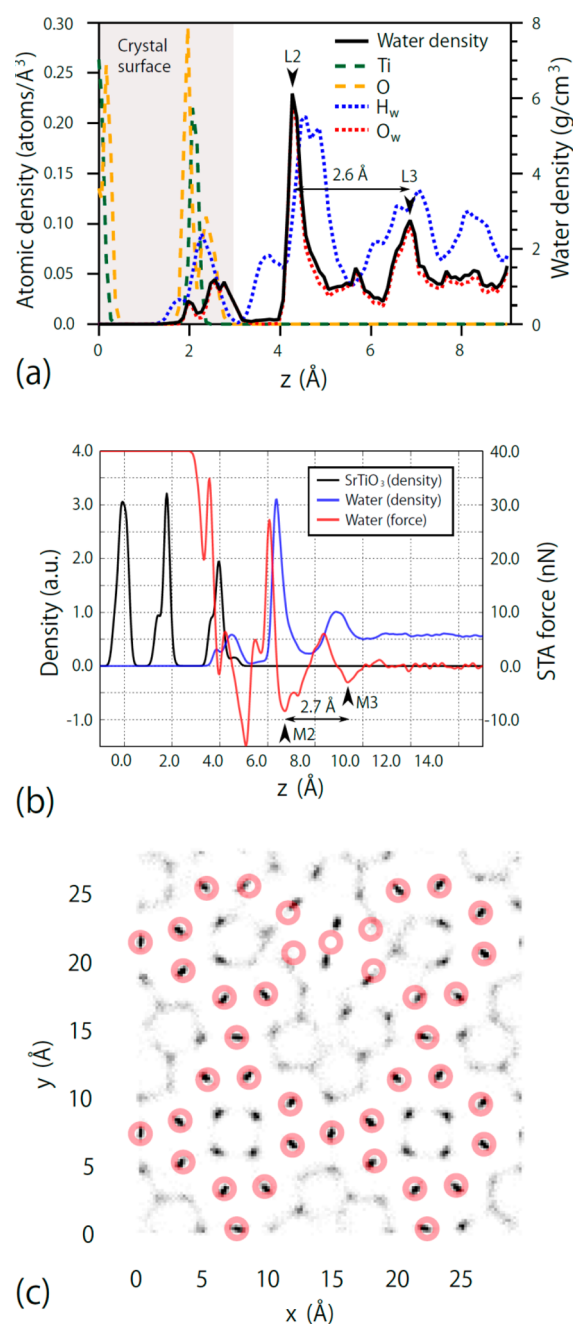 0.30
0.25
0.20
0.15
0.10
0.05
0.0
Atomic density (atoms/Å³)
Crystal
surface
L2
Water density
Ti
O
Hw
Ow
2.6 Å
L3
8
7
6
5
4
3
2
1
0
Water density (g/cm³)
0 2 4 6 8
z (Å)
(a)
4.0
3.0
2.0
1.0
0.0
-1.0
Density (a.u.)
SrTiO₃ (density)
Water (density)
Water (force)
2.7 Å
M2
M3
40.0
30.0
20.0
10.0
0.0
-10.0
STA force (nN)
0.0 2.0 4.0 6.0 8.0 10.0 12.0 14.0
z (Å)
(b)
25
20
15
10
5
0
y (Å)
0 5 10 15 20 25
x (Å)
(c)